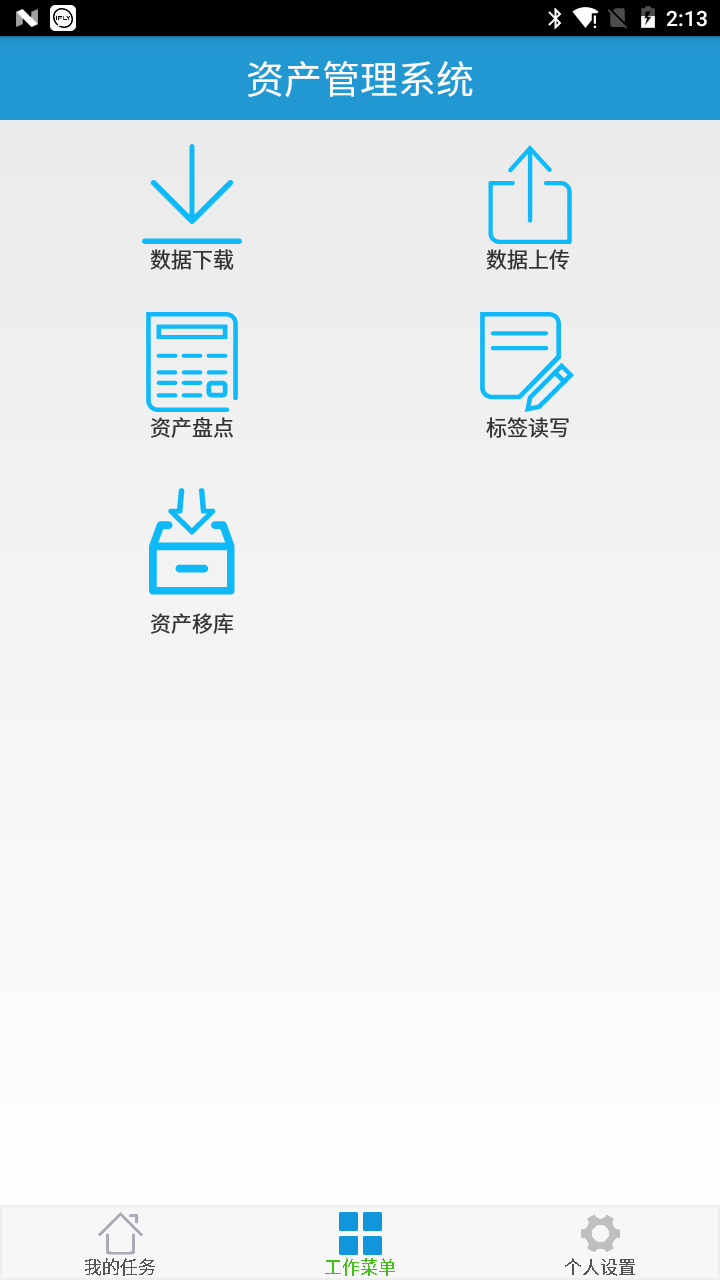 iFLY
2:13
资产管理系统
数据下载
数据上传
资产盘点
标签读写
资产移库
我的任务
工作菜单
个人设置